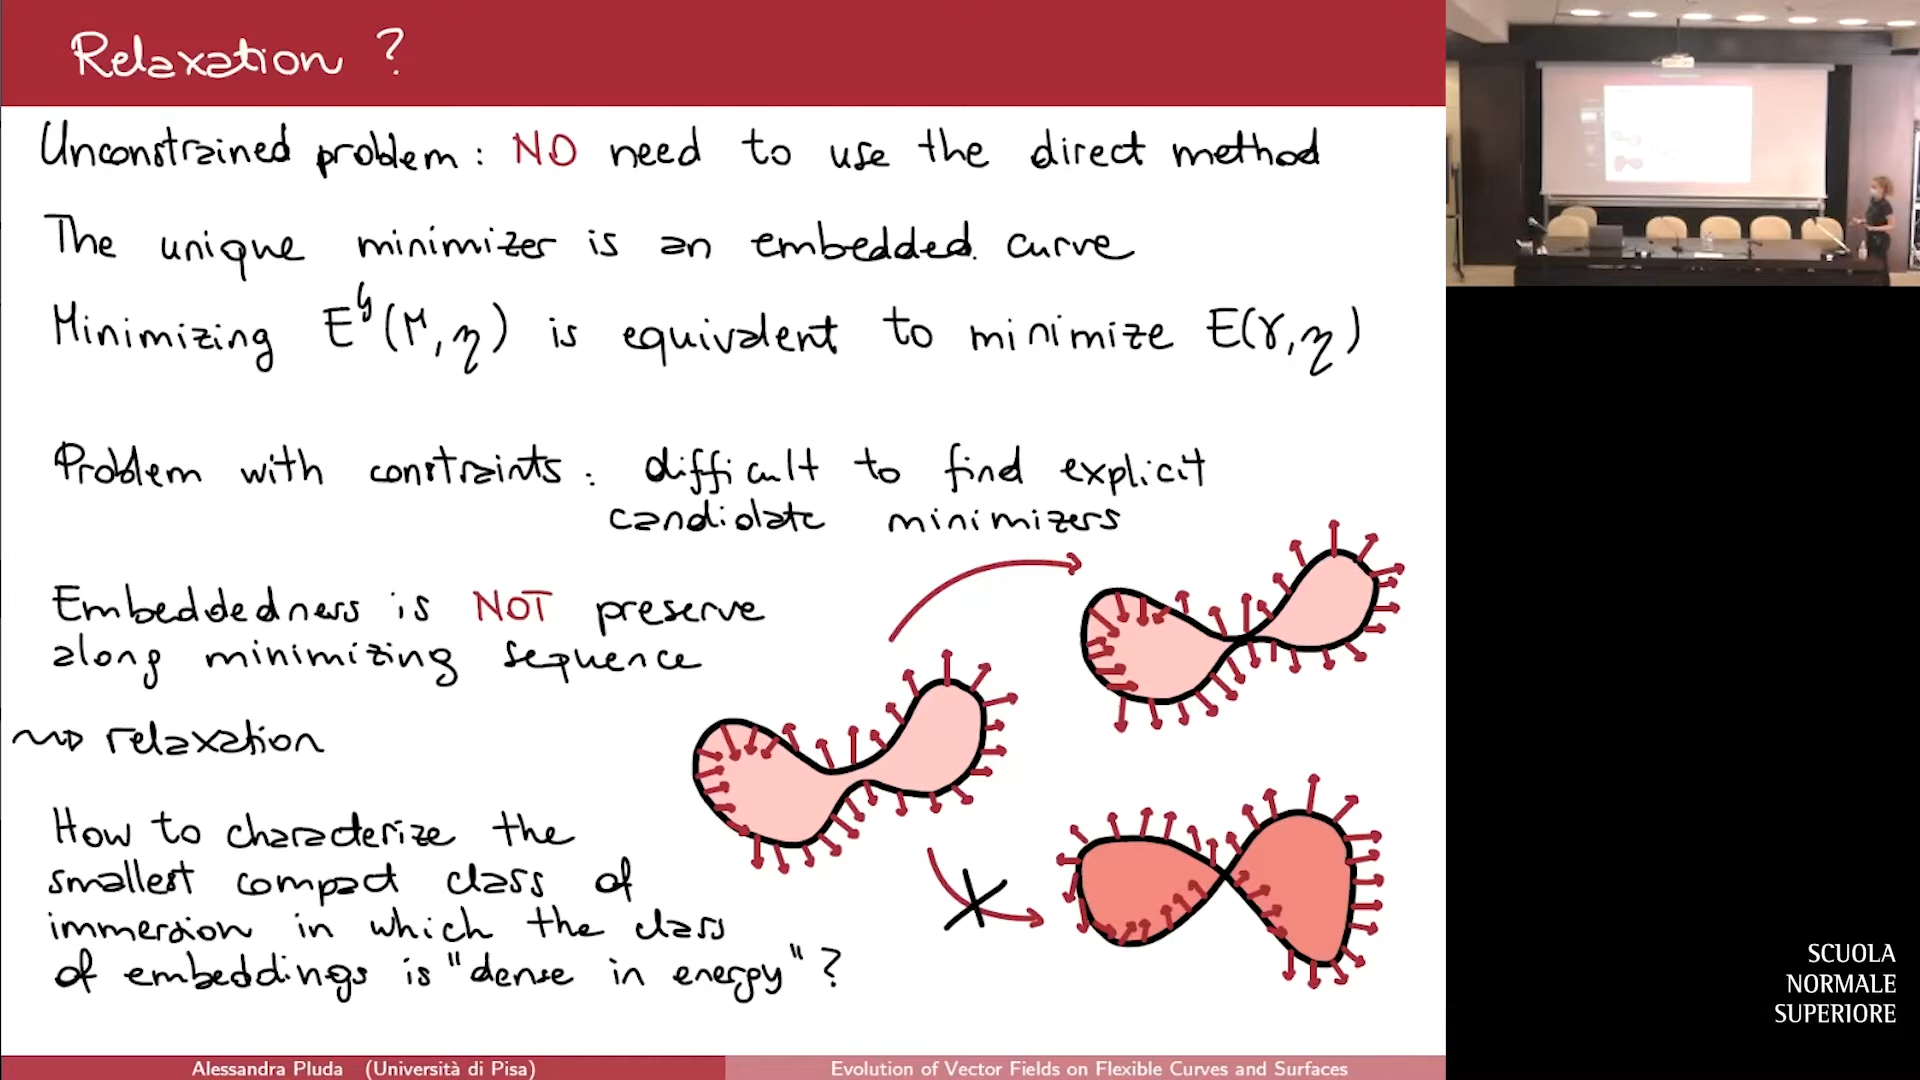 Relaxation ?
Unconstrained problem : NO need to use the direct method
The unique minimizer is an embedded curve
Minimizing E^y(M, η) is equivalent to minimize E(γ, η)
Problem with constraints : difficult to find explicit
candidate minimizers
Embeddedness is NOT preserve
along minimizing sequence
relaxation
How to characterize the
smallest compact class of
immersion in which the class
of embeddings is "dense in energy" ?
Alessandra Pluda (Università di Pisa)
Evolution of Vector Fields on Flexible Curves and Surfaces
SCUOLA
NORMALE
SUPERIORE